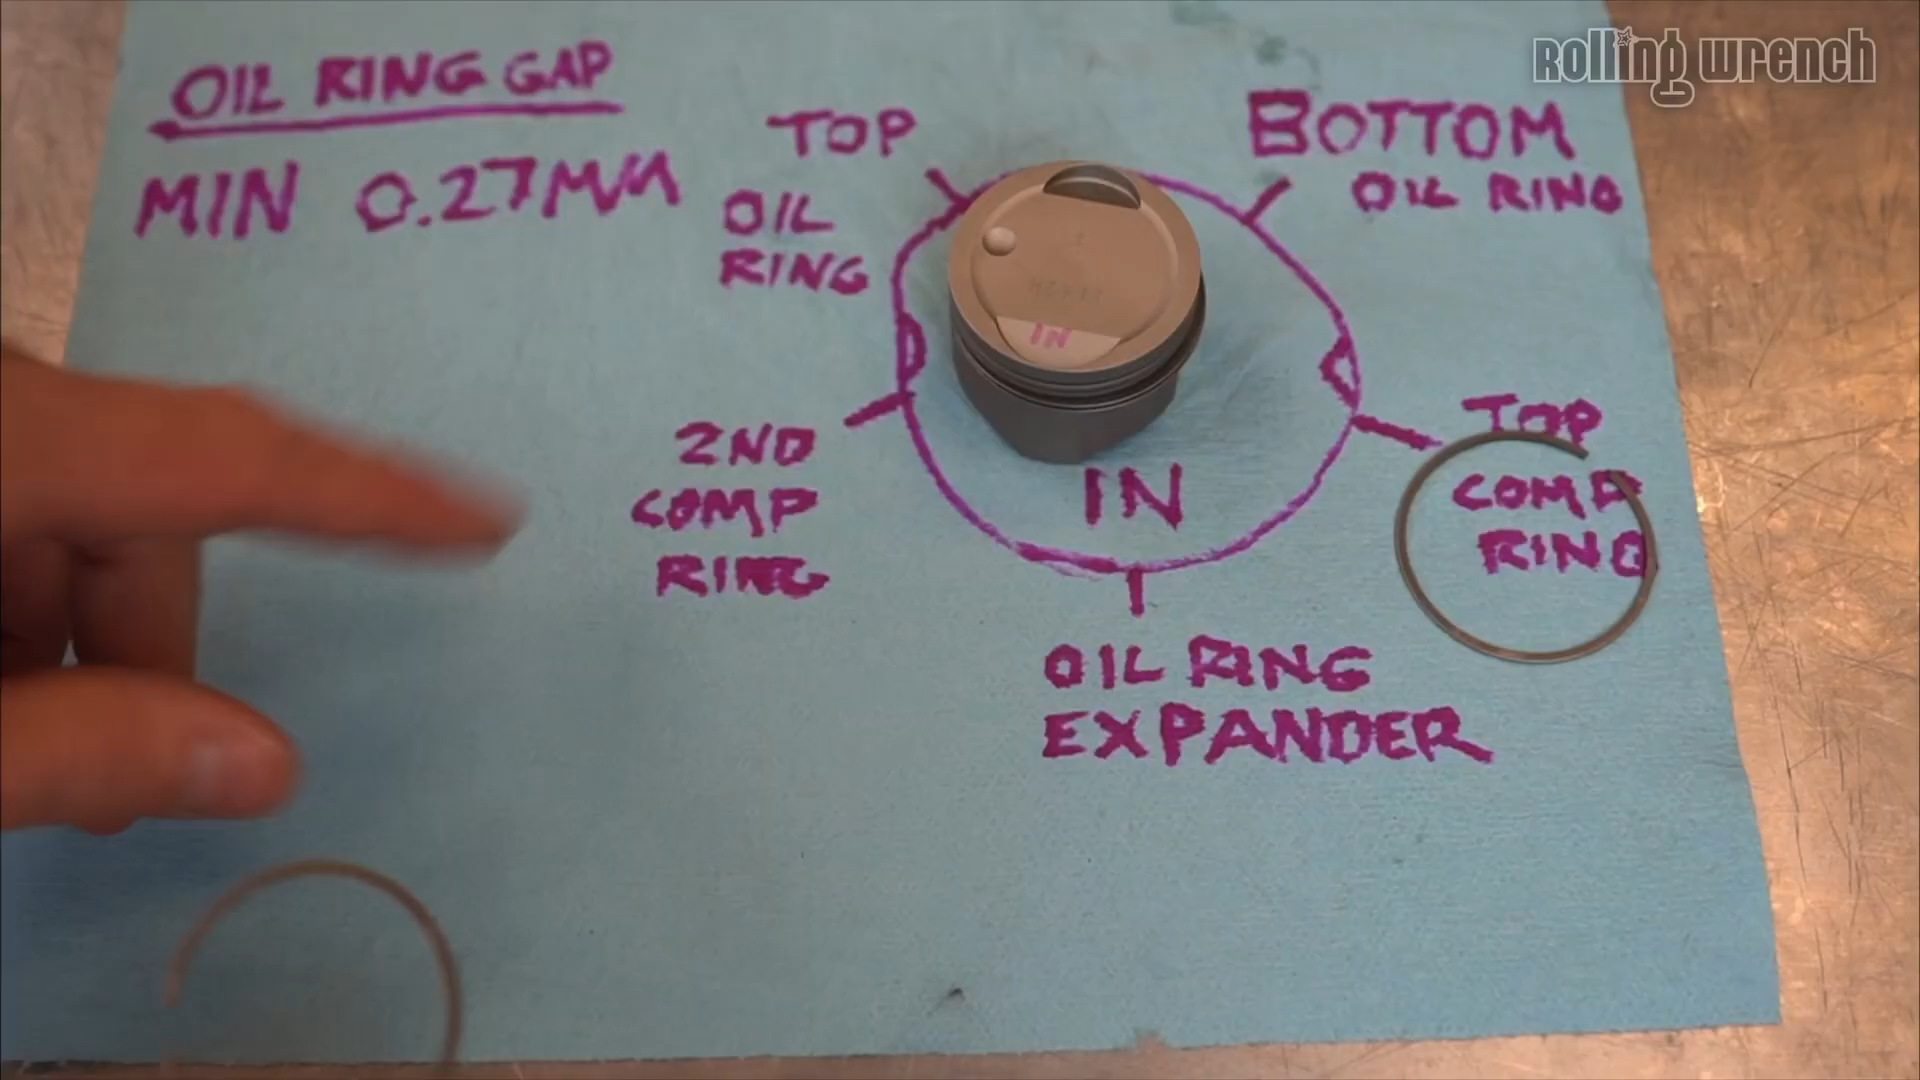 Rolling wrench
OIL RING GAP
MIN 0.27MM
TOP
OIL
RING
BOTTOM
OIL RING
IN
2ND
COMP
RING
IN
TOP
COMP
RING
OIL RING
EXPANDER